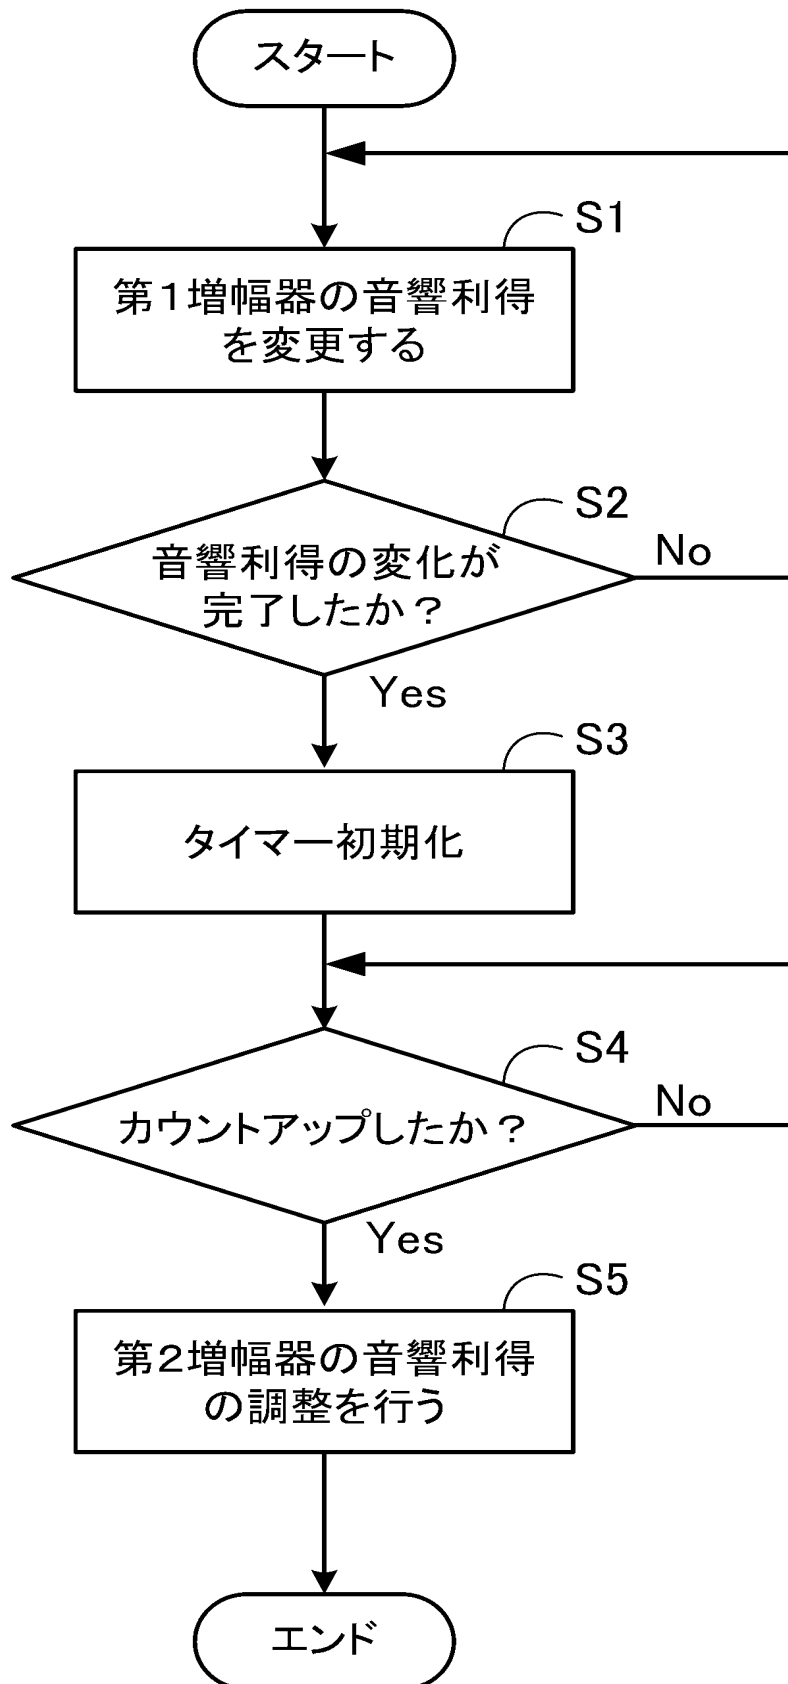 スタート
S1
第１増幅器の音響利得
を変更する
S2
音響利得の変化が
完了したか？
No
Yes
S3
タイマー初期化
S4
カウントアップしたか？
No
Yes
S5
第２増幅器の音響利得
の調整を行う
エンド